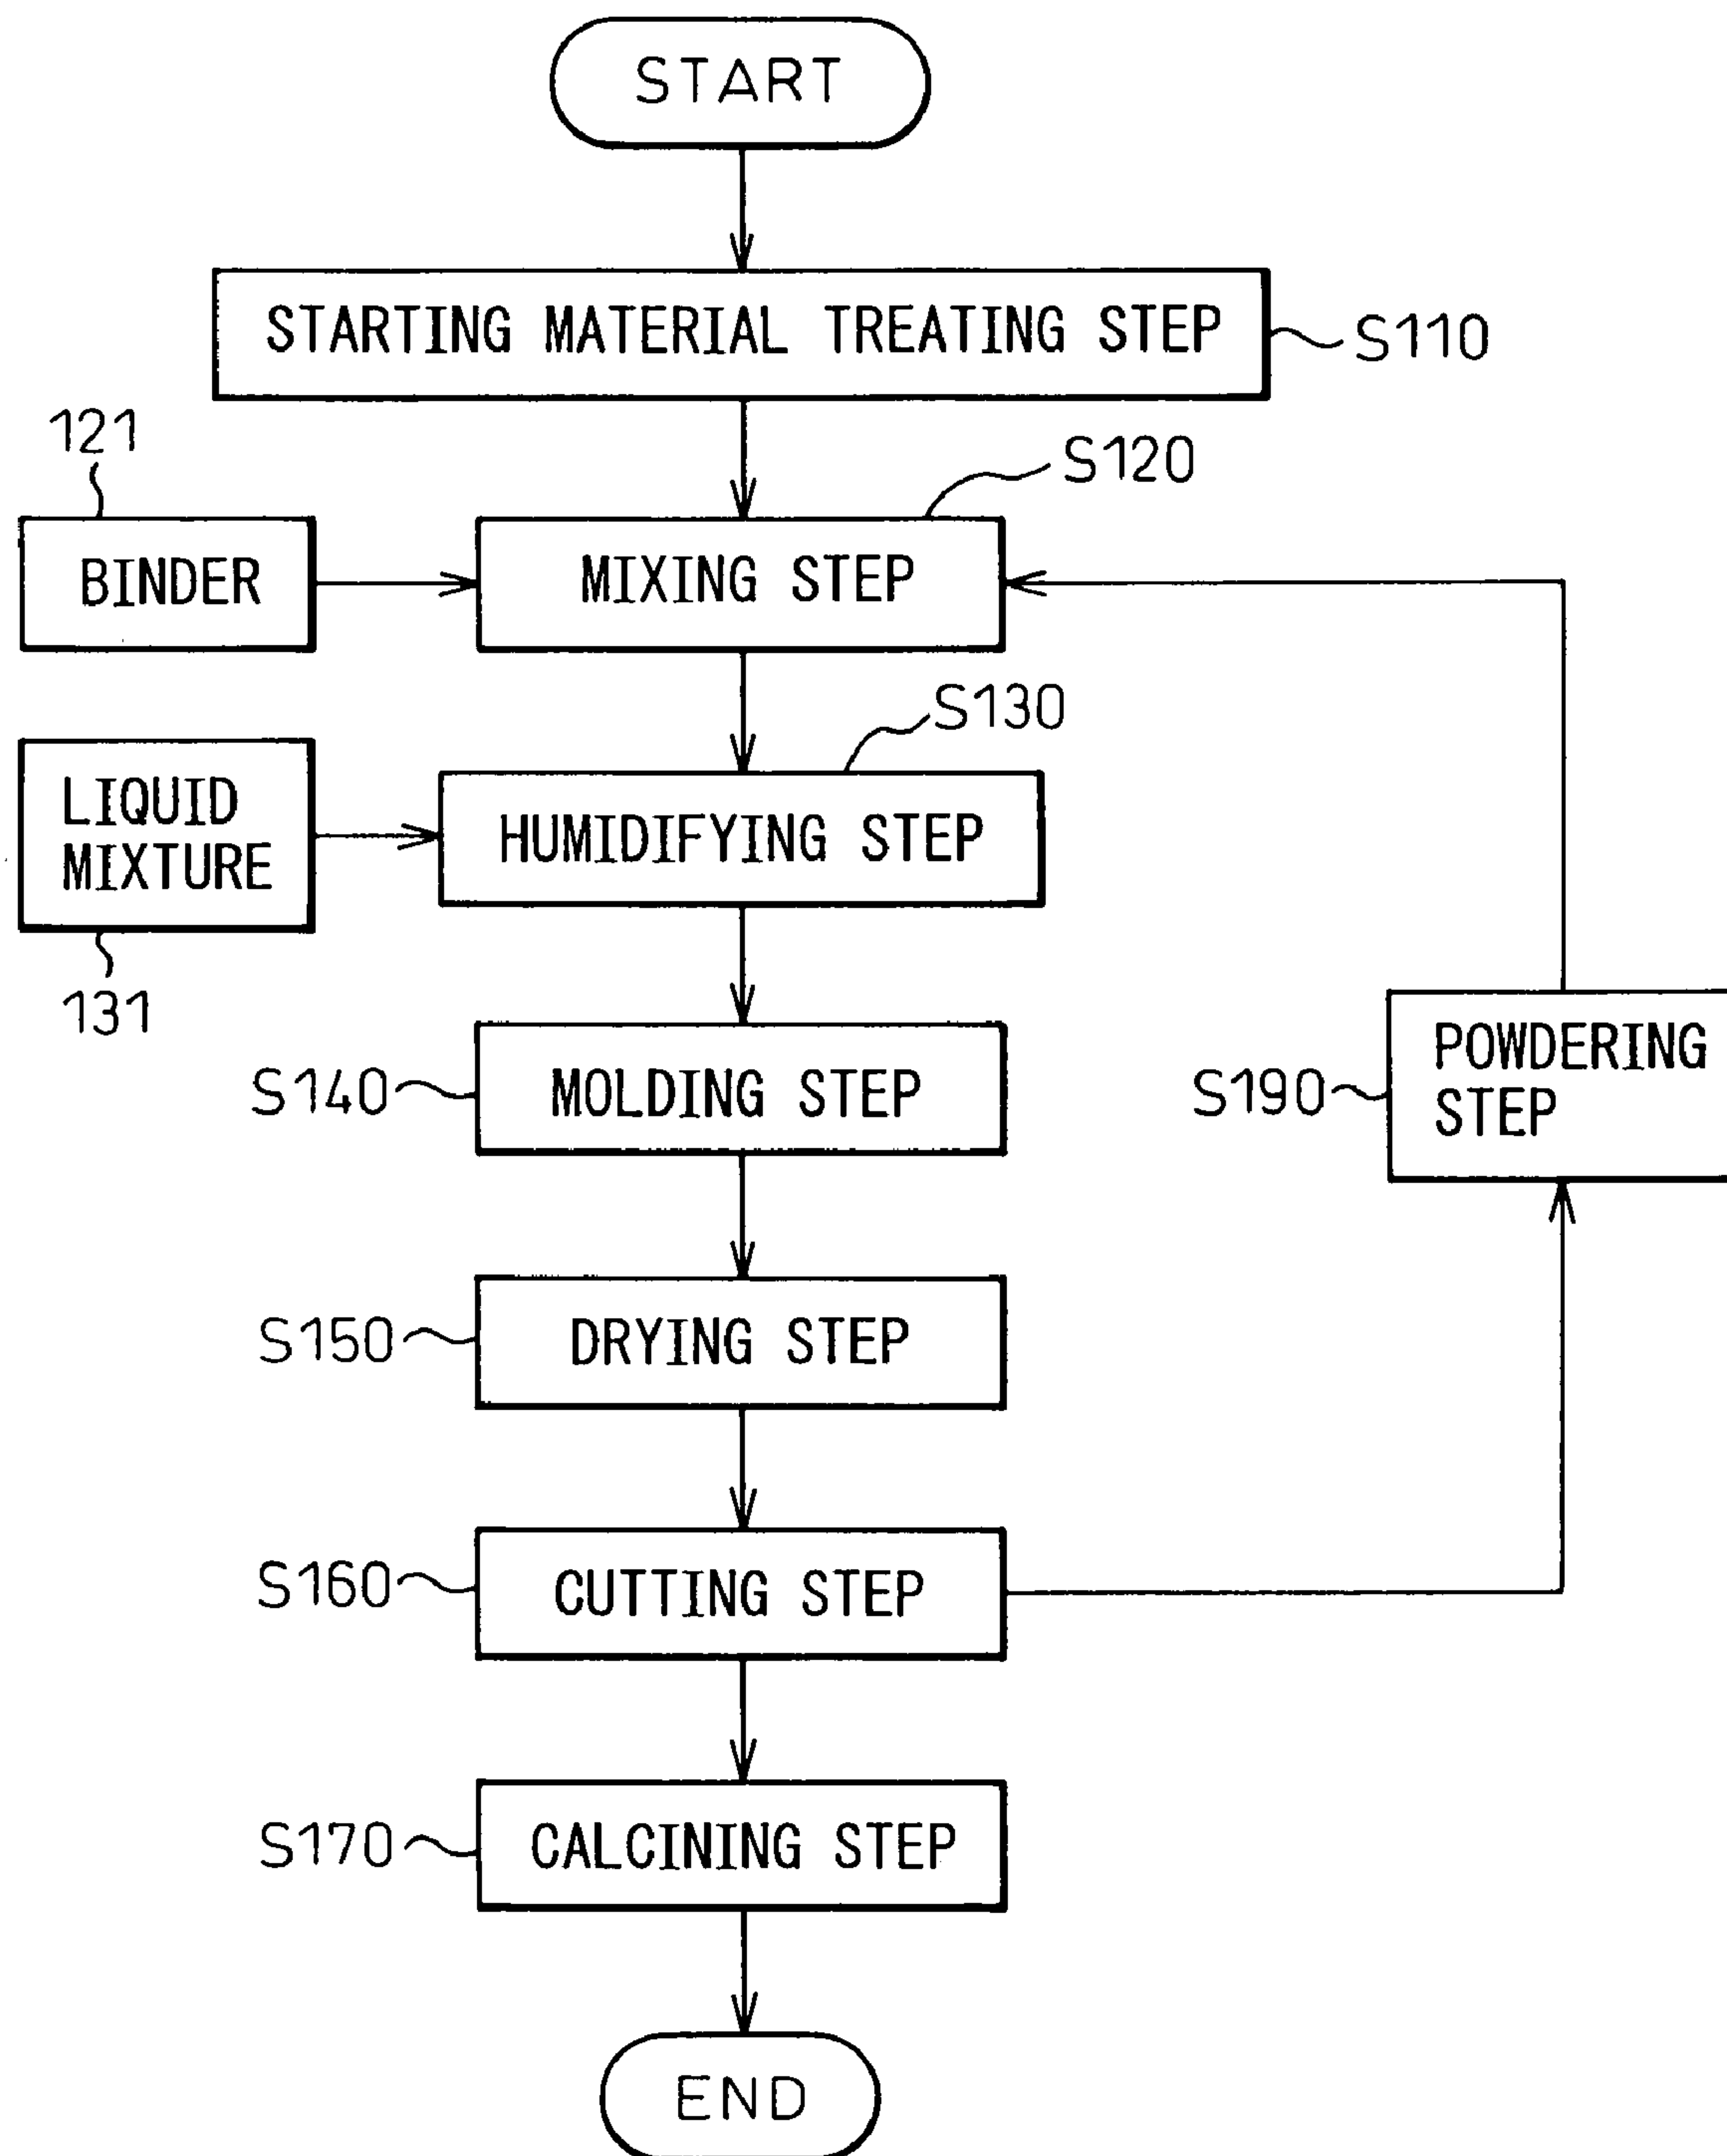 START
STARTING MATERIAL TREATING STEP
S110
121
S120
BINDER
MIXING STEP
S130
LIQUID
MIXTURE
HUMIDIFYING STEP
131
S140
MOLDING STEP
S190
POWDERING
STEP
S150
DRYING STEP
S160
CUTTING STEP
S170
CALCINING STEP
END